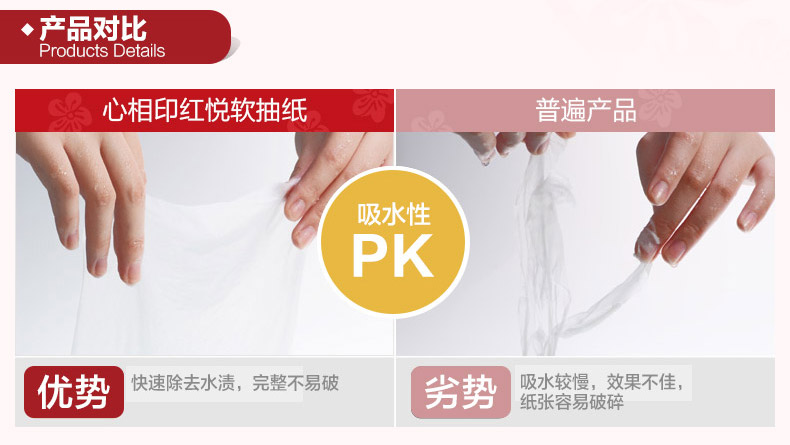 产品对比
Products Details
心相印红悦软抽纸
普遍产品
吸水性
PK
优势
快速除去水渍，完整不易破
劣势
吸水较慢，效果不佳，
纸张容易破碎